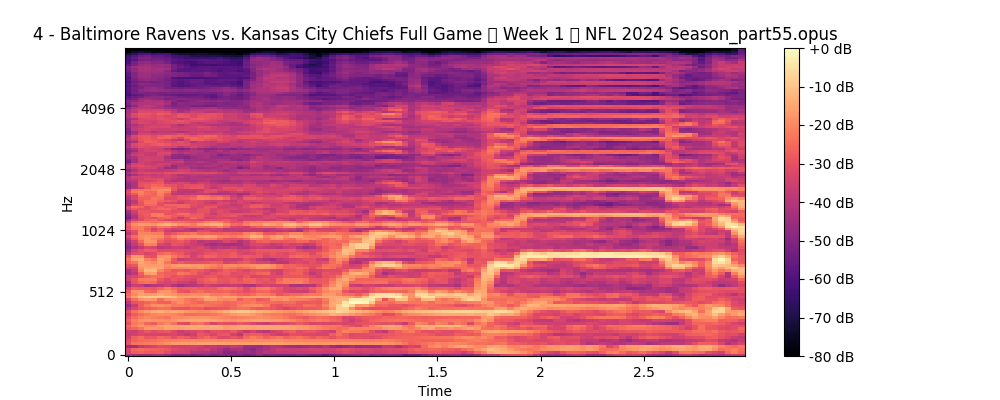 4 - Baltimore Ravens vs. Kansas City Chiefs Full Game ▯ Week 1 ▯ NFL 2024 Season_part55.opus
+0 dB
-10 dB
-20 dB
-30 dB
-40 dB
-50 dB
-60 dB
-70 dB
-80 dB
4096
2048
1024
512
0
Hz
0
0.5
1
1.5
2
2.5
Time